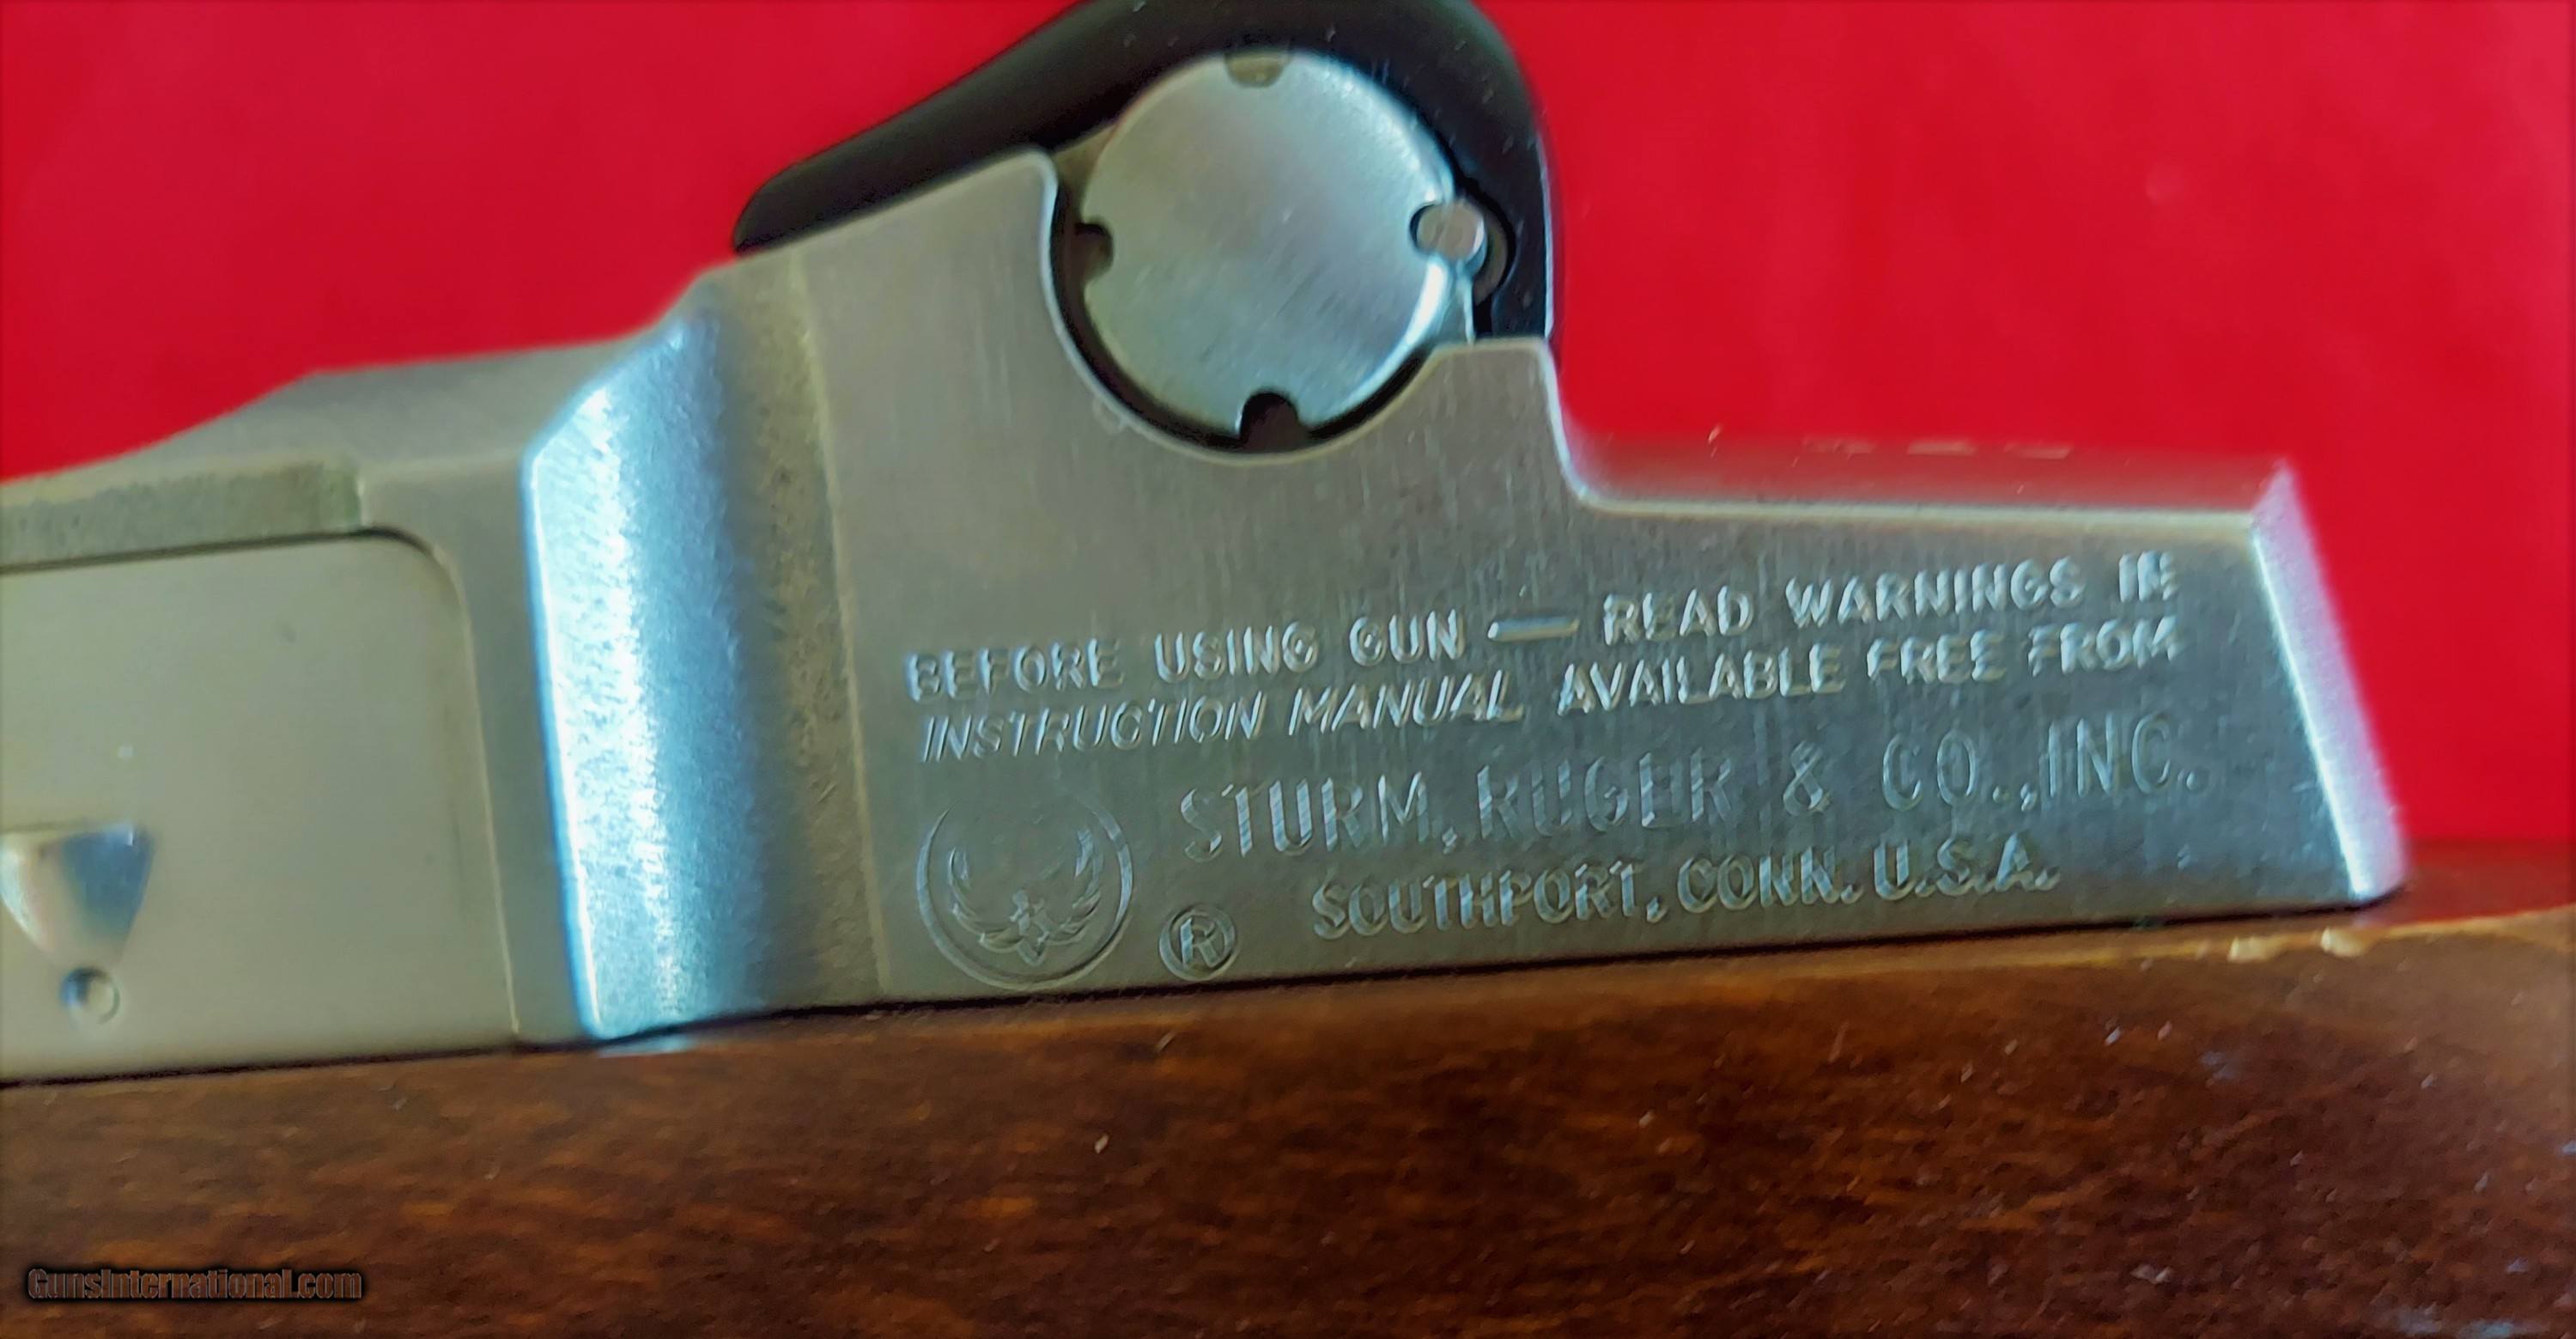 BEFORE USING GUN — READ WARNINGS IN
INSTRUCTION MANUAL AVAILABLE FREE FROM
STURM, RUGER & CO., INC.
® SOUTHPORT, CONN. U.S.A.
GunsInternational.com